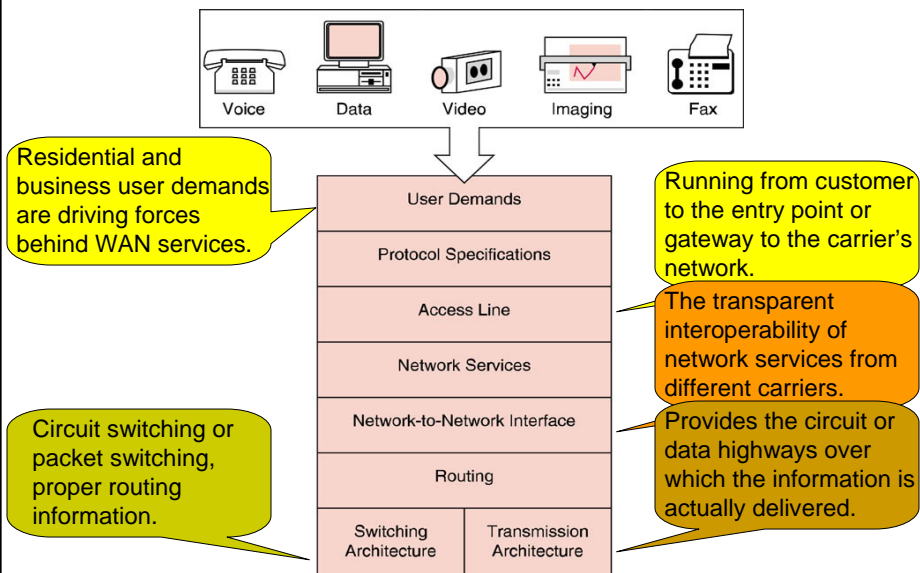 Voice
Data
Video
Imaging
Fax
Residential and
business user demands
are driving forces
behind WAN services.
User Demands
Protocol Specifications
Access Line
Network Services
Network-to-Network Interface
Routing
Switching
Architecture
Transmission
Architecture
Running from customer
to the entry point or
gateway to the carrier's
network.
The transparent
interoperability of
network services from
different carriers.
Circuit switching or
packet switching,
proper routing
information.
Provides the circuit or
data highways over
which the information is
actually delivered.